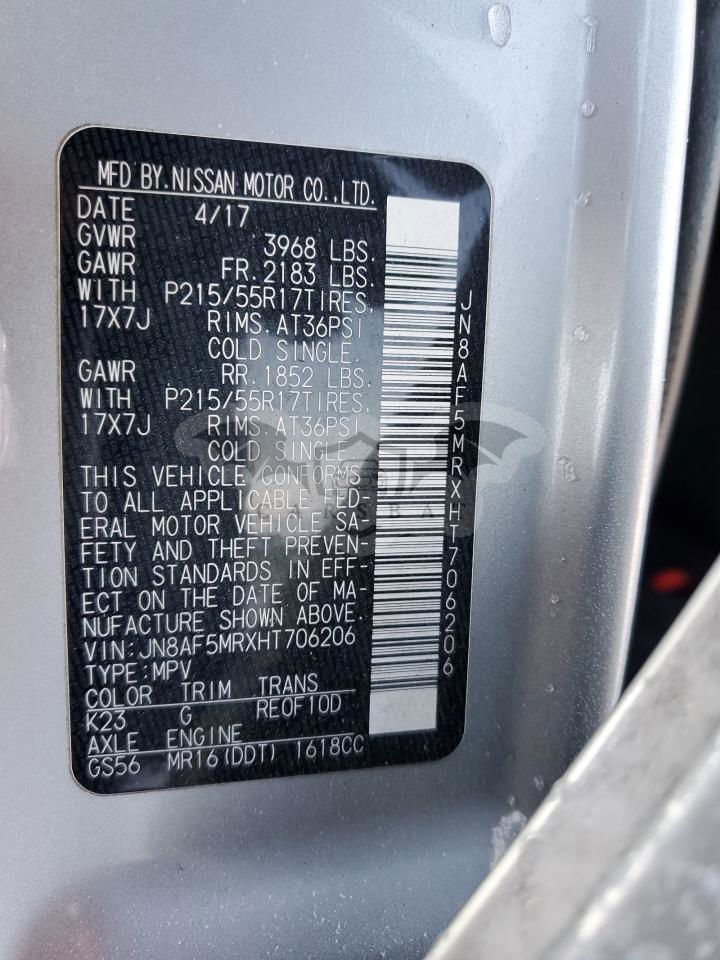 MFD BY.NISSAN MOTOR CO.,LTD.
DATE 4/17
GVWR 3968 LBS.
GAWR FR.2183 LBS.
WITH P215/55R17TIRES,
17X7J RIMS.AT36PSI
COLD SINGLE.
GAWR RR.1852 LBS.
WITH P215/55R17TIRES,
17X7J RIMS.AT36PSI
COLD SINGLE.
THIS VEHICLE CONFORMS
TO ALL APPLICABLE FED-
ERAL MOTOR VEHICLE SA-
FETY AND THEFT PREVEN-
TION STANDARDS IN EFF-
ECT ON THE DATE OF MA-
NUFACTURE SHOWN ABOVE.
VIN:JN8AF5MRXHT706206
TYPE:MPV
COLOR TRIM TRANS
K23 G RE0F10D
AXLE ENGINE
GS56 MR16(DDT) 1618CC
JN8AF5MRXHT706206